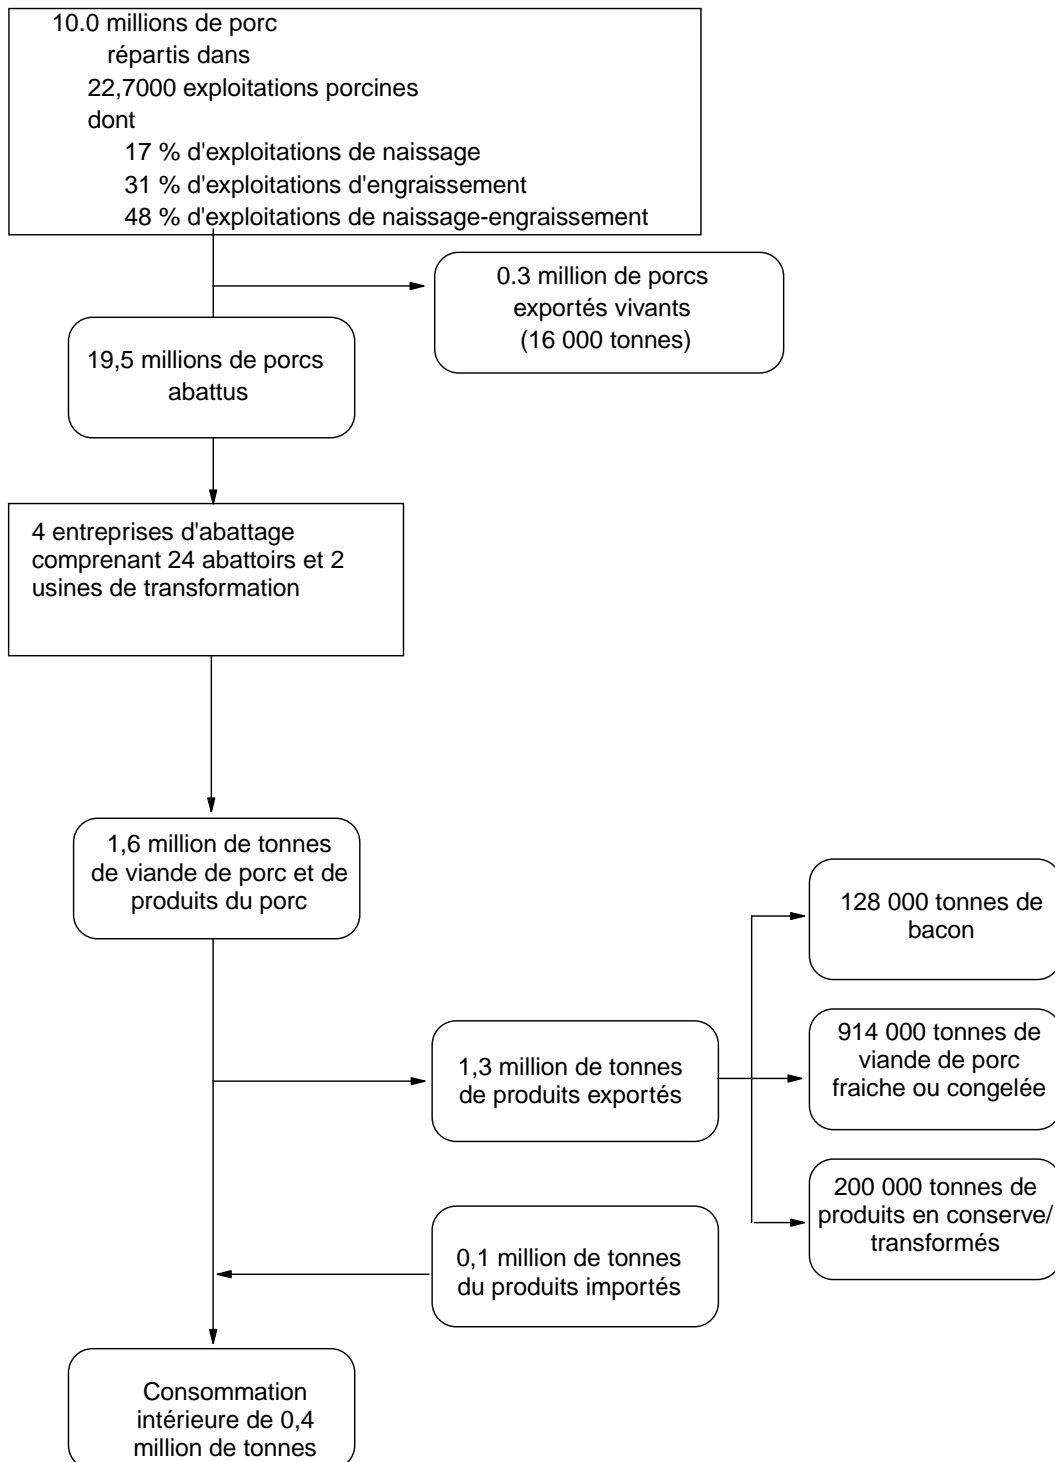 10.0 millions de porc
répartis dans
22,7000 exploitations porcines
dont
17 % d'exploitations de naissage
31 % d'exploitations d'engraissement
48 % d'exploitations de naissage-engraissement
0.3 million de porcs
exportés vivants
(16 000 tonnes)
19,5 millions de porcs
abattus
4 entreprises d'abattage
comprenant 24 abattoirs et 2
usines de transformation
1,6 million de tonnes
de viande de porc et de
produits du porc
128 000 tonnes de
bacon
1,3 million de tonnes
de produits exportés
914 000 tonnes de
viande de porc
fraiche ou congelée
200 000 tonnes de
produits en conserve/
transformés
0,1 million de tonnes
du produits importés
Consommation
intérieure de 0,4
million de tonnes